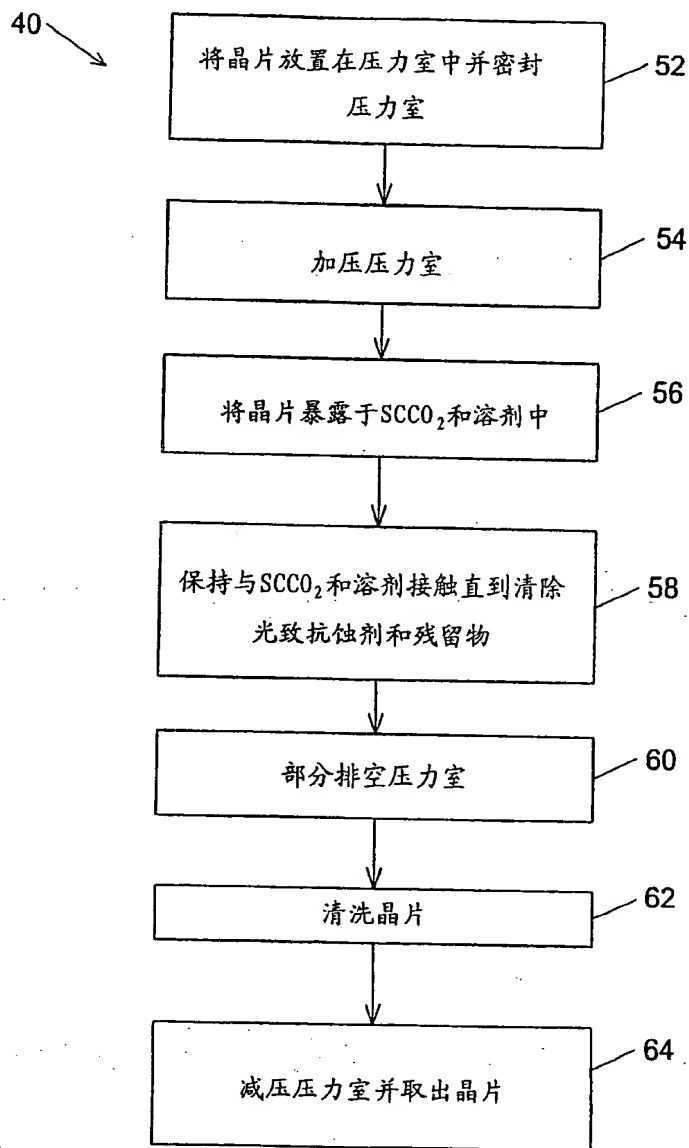 40
将晶片放置在压力室中并密封
压力室
52
加压压力室
54
将晶片暴露于SCCO₂和溶剂中
56
保持与SCCO₂和溶剂接触直到清除
光致抗蚀剂和残留物
58
部分排空压力室
60
清洗晶片
62
减压压力室并取出晶片
64